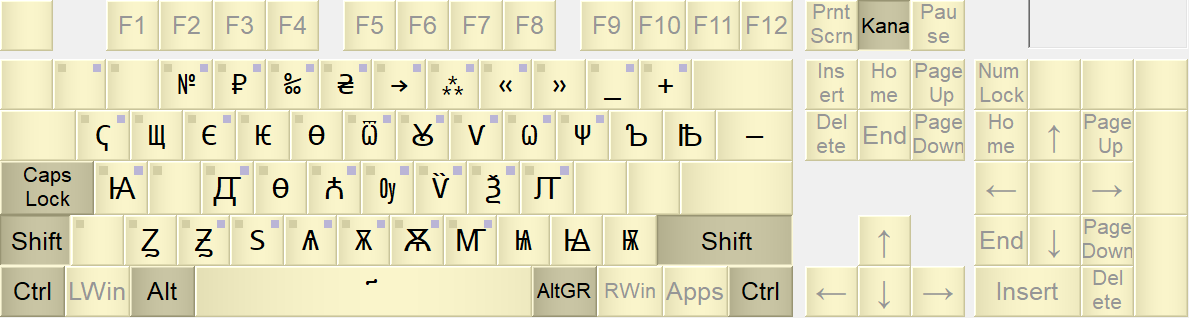 F1 F2 F3 F4 F5 F6 F7 F8 F9 F10 F11 F12 Prnt Scrn Kana Pau se
№ ₽ ‰ ₴ → ⁂ « » _ + Ins ert Ho me Page Up Num Lock
Ҁ Щ Є Ѥ Ѳ Ѿ Ꙋ Ѵ Ѡ Ѱ Ъ Ѣ — Del ete End Page Down Ho me ↑ Page Up
Caps Lock Ꙗ Ѳ Ѹ Ѷ Ѯ ← →
Shift Ѕ Ѧ Ѫ Ѩ Ѭ Shift ↑ End ↓ Page Down
Ctrl LWin Alt AltGR RWin Apps Ctrl ← ↓ → Insert Del ete